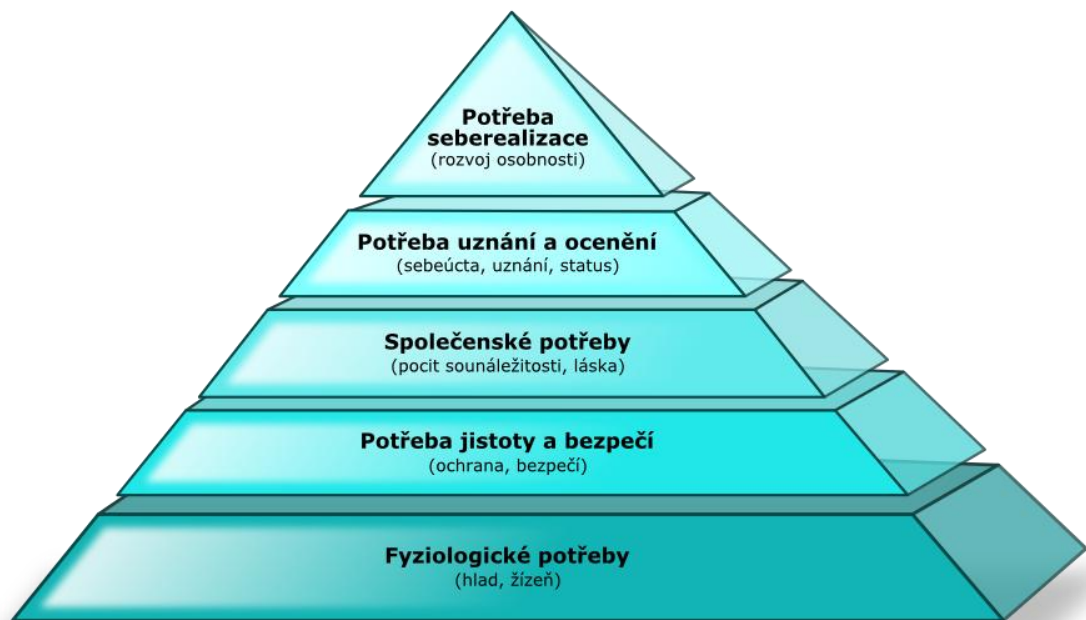 Potřeba
seberealizace
(rozvoj osobnosti)
Potřeba uznání a ocenění
(sebeúcta, uznání, status)
Společenské potřeby
(pocit sounáležitosti, láska)
Potřeba jistoty a bezpečí
(ochrana, bezpečí)
Fyziologické potřeby
(hlad, žízeň)